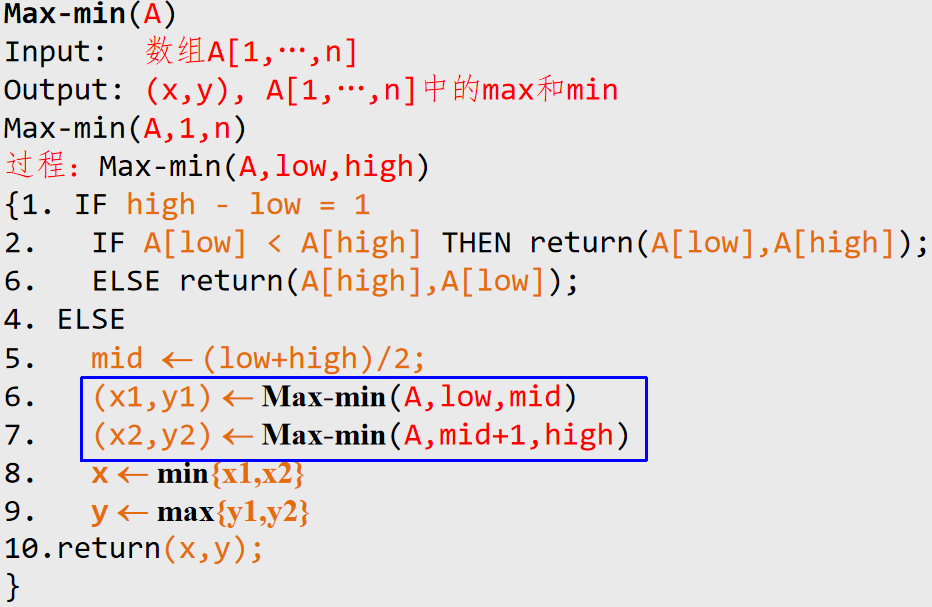 Max-min(A)
Input: 数组A[1,…,n]
Output: (x,y), A[1,…,n]中的max和min
Max-min(A,1,n)
过程: Max-min(A,low,high)
{1. IF high - low = 1
2. IF A[low] < A[high] THEN return(A[low],A[high]);
6. ELSE return(A[high],A[low]);
4. ELSE
5. mid ← (low+high)/2;
6. (x1,y1) ← Max-min(A,low,mid)
7. (x2,y2) ← Max-min(A,mid+1,high)
8. x ← min{x1,x2}
9. y ← max{y1,y2}
10.return(x,y);
}